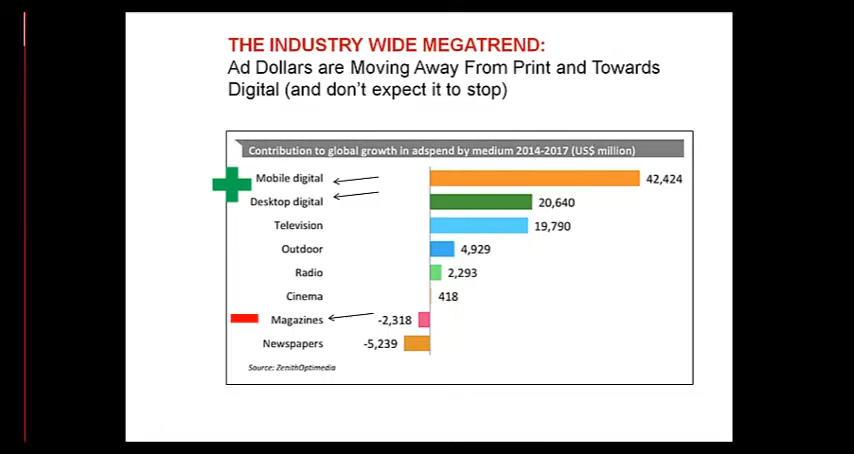 THE INDUSTRY WIDE MEGATREND:
Ad Dollars are Moving Away From Print and Towards
Digital (and don't expect it to stop)
Contribution to global growth in adspend by medium 2014-2017 (US$ million)
Mobile digital 42,424
Desktop digital 20,640
Television 19,790
Outdoor 4,929
Radio 2,293
Cinema 418
Magazines -2,318
Newspapers -5,239
Source: ZenithOptimedia